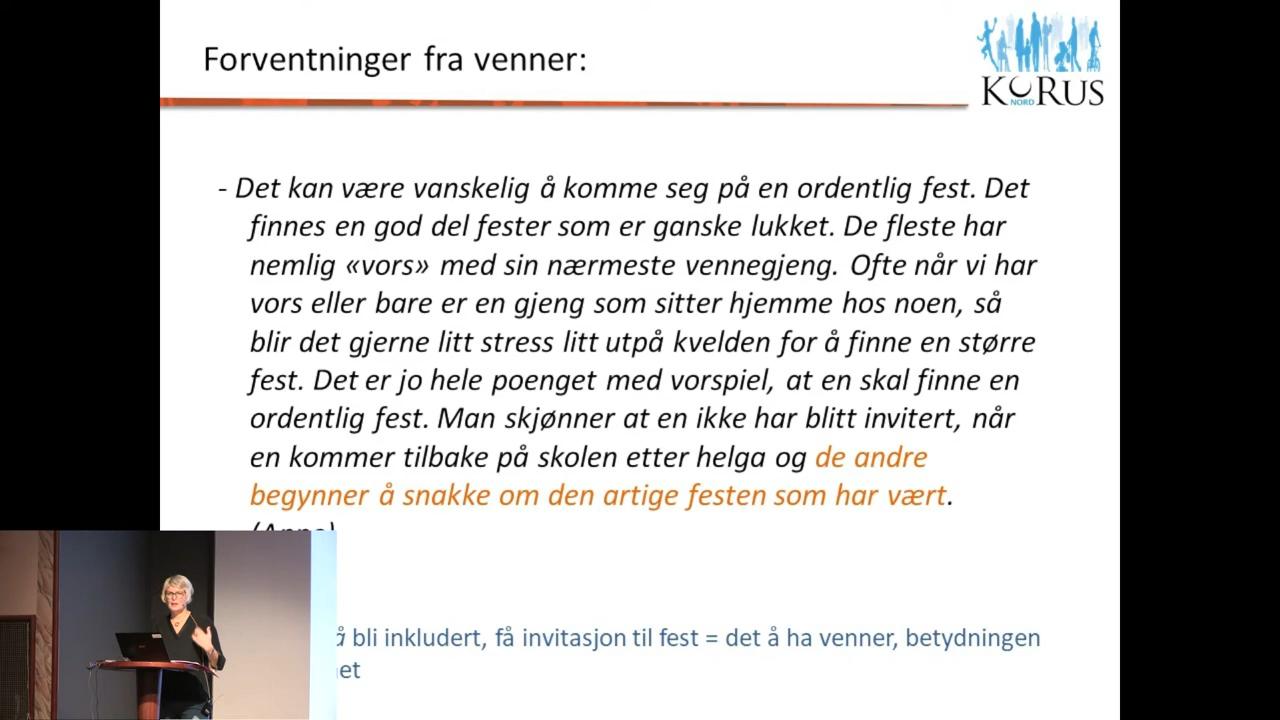 Forventninger fra venner:
KoRUS
NORD
- Det kan være vanskelig å komme seg på en ordentlig fest. Det
finnes en god del fester som er ganske lukket. De fleste har
nemlig «vors» med sin nærmeste vennegjeng. Ofte når vi har
vors eller bare er en gjeng som sitter hjemme hos noen, så
blir det gjerne litt stress litt utpå kvelden for å finne en større
fest. Det er jo hele poenget med vorspiel, at en skal finne en
ordentlig fest. Man skjønner at en ikke har blitt invitert, når
en kommer tilbake på skolen etter helga og de andre
begynner å snakke om den artige festen som har vært.
bli inkludert, få invitasjon til fest = det å ha venner, betydningen